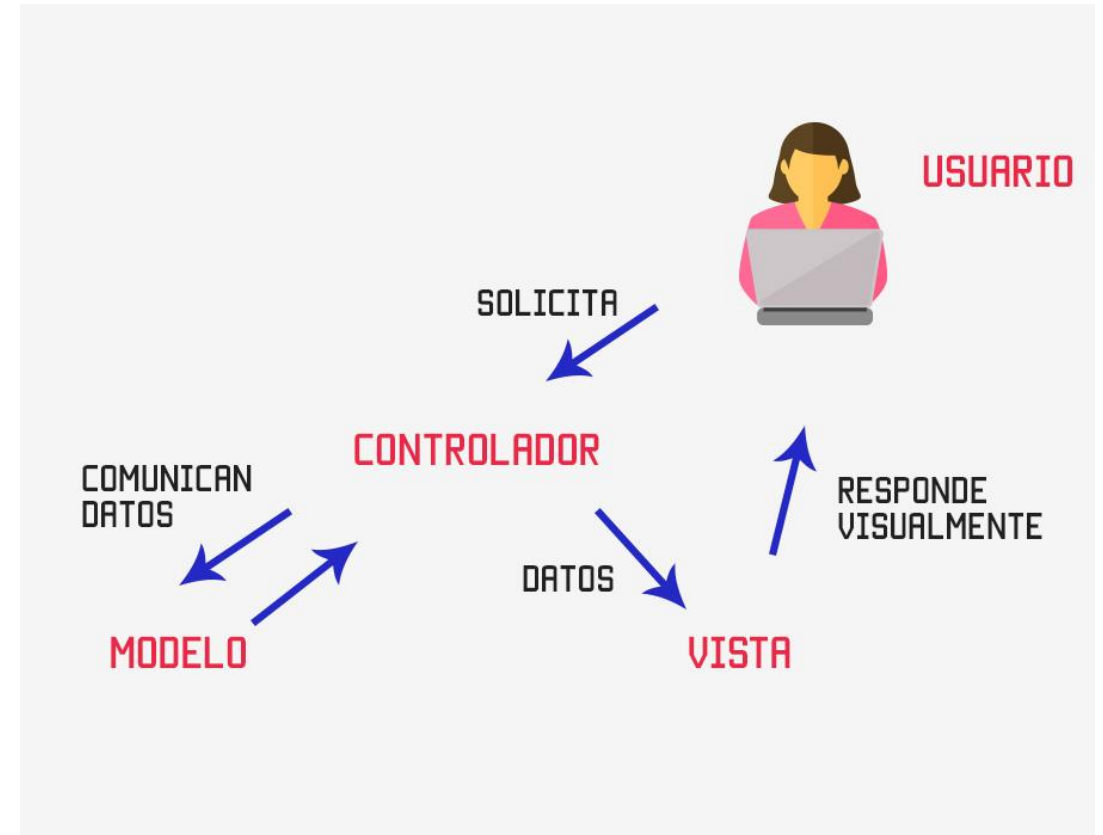 USUARIO
SOLICITA
CONTROLADOR
COMUNICAN
DATOS
RESPONDE
VISUALMENTE
DATOS
MODELO
VISTA